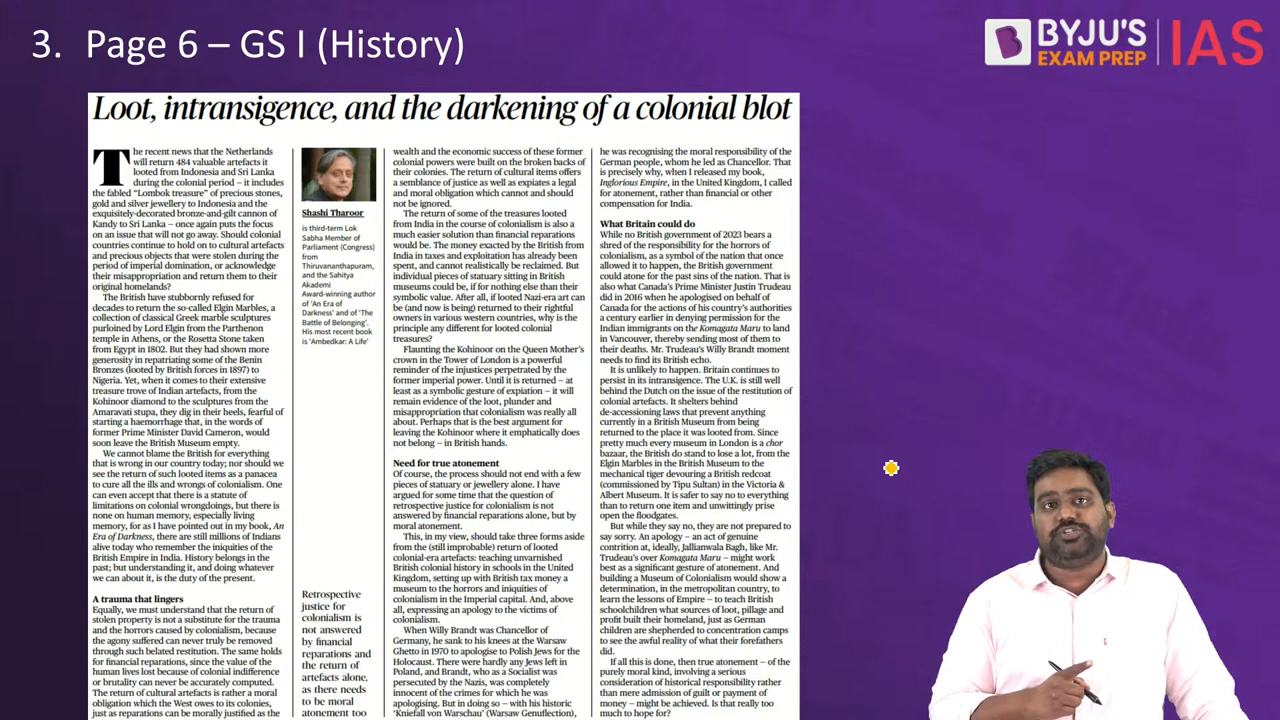 3. Page 6 – GS I (History)
BYJU'S
EXAM PREP
IAS
Loot, intransigence, and the darkening of a colonial blot
The recent news that the Netherlands
will return 484 valuable artefacts it
looted from Indonesia and Sri Lanka
during the colonial period – it includes
the fabled “Lombok treasure” of precious stones,
gold and silver jewellery to Indonesia and the
exquisitely-decorated bronze-and-gilt cannon of
Kandy to Sri Lanka – once again puts the focus
on an issue that will not go away. Should colonial
countries continue to hold on to cultural artefacts
and precious objects that were stolen during the
period of imperial domination, or acknowledge
their misappropriation and return them to their
original homelands?
The British have stubbornly refused for
decades to return the so-called Elgin Marbles, a
collection of classical Greek marble sculptures
purloined by Lord Elgin from the Parthenon
temple in Athens, or the Rosetta Stone taken
from Egypt in 1802. But they had shown more
generosity in repatriating some of the Benin
Bronzes (looted by British forces in 1897) to
Nigeria. Yet, when it comes to their extensive
treasure trove of Indian artefacts, from the
Kohinoor diamond to the sculptures from the
Amaravati stupa, they dig in their heels, fearful of
starting a haemorrhage that, in the words of
former Prime Minister David Cameron, would
soon leave the British Museum empty.
We cannot blame the British for everything
that is wrong in our country today; nor should we
see the return of such looted items as a panacea
to cure all the ills and wrongs of colonialism. One
can even accept that there is a statute of
limitations on colonial wrongdoings, but there is
none on human memory, especially living
memory, for as I have pointed out in my book, An
Era of Darkness, there are still millions of Indians
alive today who remember the iniquities of the
British Empire in India. History belongs in the
past; but understanding it, and doing whatever
we can about it, is the duty of the present.
A trauma that lingers
Equally, we must understand that the return of
stolen property is not a substitute for the trauma
and the horrors caused by colonialism, because
the agony suffered can never truly be removed
through such belated restitution. The same holds
for financial reparations, since the value of the
human lives lost because of colonial indifference
or brutality can never be accurately computed.
The return of cultural artefacts is rather a moral
obligation which the West owes to its colonies,
just as reparations can be morally justified as the
Shashi Tharoor
is third-term Lok
Sabha Member of
Parliament (Congress)
from
Thiruvananthapuram,
and the Sahitya
Akademi
Award-winning author
of ‘An Era of
Darkness’ and of ‘The
Battle of Belonging’.
His most recent book
is ‘Ambedkar: A Life’
Retrospective
justice for
colonialism is
not answered
by financial
reparations and
the return of
artefacts alone,
as there needs
to be moral
atonement too
wealth and the economic success of these former
colonial powers were built on the broken backs of
their colonies. The return of cultural items offers
a semblance of justice as well as expiates a legal
and moral obligation which cannot and should
not be ignored.
The return of some of the treasures looted
from India in the course of colonialism is also a
much easier solution than financial reparations
would be. The money exacted by the British from
India in taxes and exploitation has already been
spent, and cannot realistically be reclaimed. But
individual pieces of statuary sitting in British
museums could be, if for nothing else than their
symbolic value. After all, if looted Nazi-era art can
be (and now is being) returned to their rightful
owners in various western countries, why is the
principle any different for looted colonial
treasures?
Flaunting the Kohinoor on the Queen Mother’s
crown in the Tower of London is a powerful
reminder of the injustices perpetrated by the
former imperial power. Until it is returned – at
least as a symbolic gesture of expiation – it will
remain evidence of the loot, plunder and
misappropriation that colonialism was really all
about. Perhaps that is the best argument for
leaving the Kohinoor where it emphatically does
not belong – in British hands.
Need for true atonement
Of course, the process should not end with a few
pieces of statuary or jewellery alone. I have
argued for some time that the question of
retrospective justice for colonialism is not
answered by financial reparations alone, but by
moral atonement.
This, in my view, should take three forms aside
from the (still improbable) return of looted
colonial-era artefacts: teaching unvarnished
British colonial history in schools in the United
Kingdom, setting up with British tax money a
museum to the horrors and iniquities of
colonialism in the Imperial capital. And, above
all, expressing an apology to the victims of
colonialism.
When Willy Brandt was Chancellor of
Germany, he sank to his knees at the Warsaw
Ghetto in 1970 to apologise to Polish Jews for the
Holocaust. There were hardly any Jews left in
Poland, and Brandt, who as a Socialist was
persecuted by the Nazis, was completely
innocent of the crimes for which he was
apologising. But in doing so – with his historic
‘Kniefall von Warschau’ (Warsaw Genuflection),
he was recognising the moral responsibility of the
German people, whom he led as Chancellor. That
is precisely why, when I released my book,
Inglorious Empire, in the United Kingdom, I called
for atonement, rather than financial or other
compensation for India.
What Britain could do
While no British government of 2023 bears a
shred of the responsibility for the horrors of
colonialism, as a symbol of the nation that once
allowed it to happen, the British government
could atone for the past sins of the nation. That is
also what Canada’s Prime Minister Justin Trudeau
did in 2016 when he apologised on behalf of
Canada for the actions of his country’s authorities
a century earlier in denying permission for the
Indian immigrants on the Komagata Maru to land
in Vancouver, thereby sending most of them to
their deaths. Mr. Trudeau’s Willy Brandt moment
needs to find its British echo.
It is unlikely to happen. Britain continues to
persist in its intransigence. The U.K. is still well
behind the Dutch on the issue of the restitution of
colonial artefacts. It shelters behind
de-accessioning laws that prevent anything
currently in a British Museum from being
returned to the place it was looted from. Since
pretty much every museum in London is a chor
bazaar, the British do stand to lose a lot, from the
Elgin Marbles in the British Museum to the
mechanical tiger devouring a British redcoat
(commissioned by Tipu Sultan) in the Victoria &
Albert Museum. It is safer to say no to everything
than to return one item and unwittingly prise
open the floodgates.
But while they say no, they are not prepared to
say sorry. An apology – an act of genuine
contrition at, ideally, Jallianwala Bagh, like Mr.
Trudeau’s over Komagata Maru – might work
best as a significant gesture of atonement. And
building a Museum of Colonialism would show a
determination, in the metropolitan country, to
learn the lessons of Empire – to teach British
schoolchildren what sources of loot, pillage and
profit built their homeland, just as German
children are shepherded to concentration camps
to see the awful reality of what their forefathers
did.
If all this is done, then true atonement – of the
purely moral kind, involving a serious
consideration of historical responsibility rather
than mere admission of guilt or payment of
money – might be achieved. Is that really too
much to hope for?